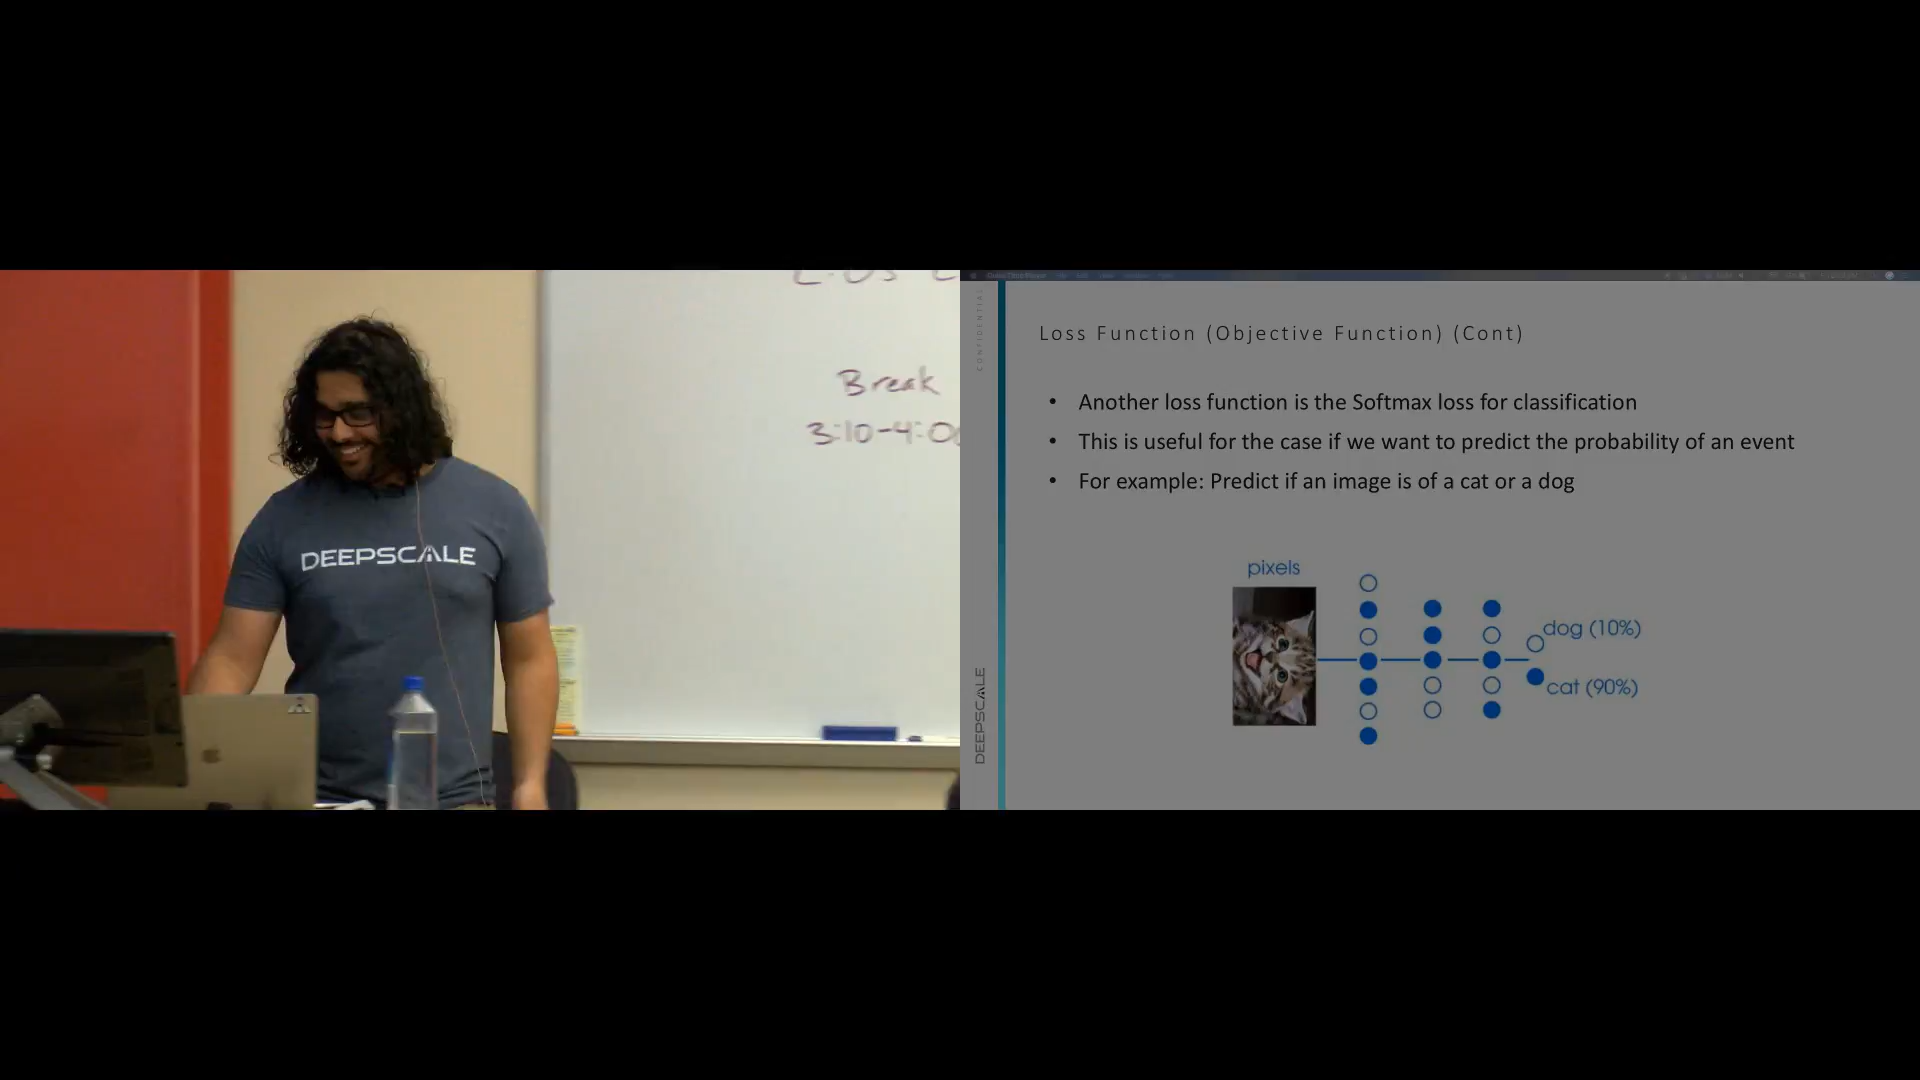 Break
3:10-4:0
DEEPSCALE
CONFIDENTIAL
DEEPSCALE
Loss Function (Objective Function) (Cont)
• Another loss function is the Softmax loss for classification
• This is useful for the case if we want to predict the probability of an event
• For example: Predict if an image is of a cat or a dog
pixels
dog (10%)
cat (90%)